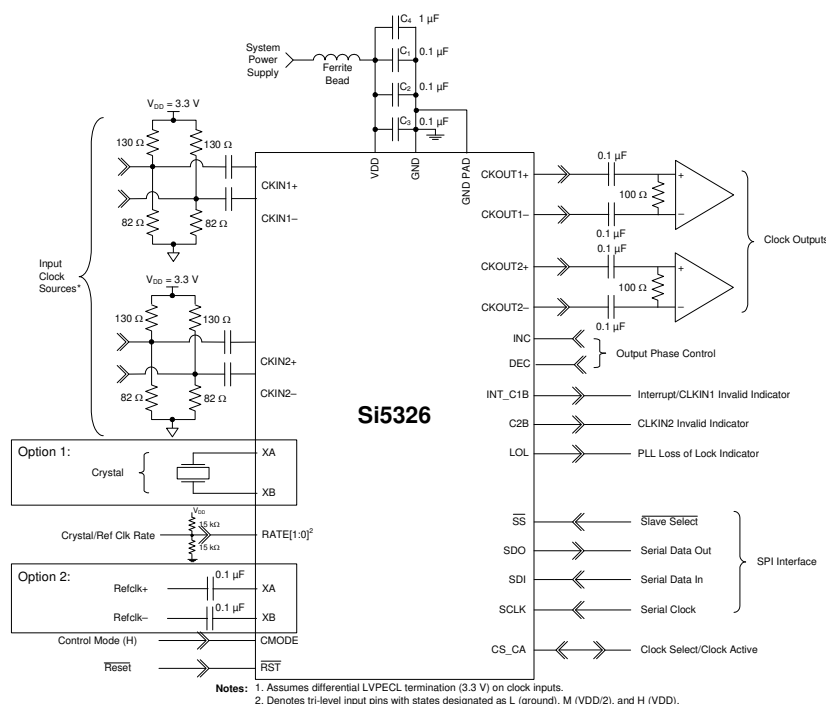 C4 1 µF
System
Power
Supply
Ferrite
Bead
C1 0.1 µF
C2 0.1 µF
C3 0.1 µF
VDD
GND
GND PAD
VDD = 3.3 V
130 Ω
130 Ω
CKIN1+
CKIN1–
82 Ω
82 Ω
Input
Clock
Sources*
VDD = 3.3 V
130 Ω
130 Ω
CKIN2+
CKIN2–
82 Ω
82 Ω
Option 1:
Crystal
XA
XB
VDD
15 kΩ
15 kΩ
Crystal/Ref Clk Rate
RATE[1:0]2
Option 2:
Refclk+
0.1 µF
XA
Refclk–
0.1 µF
XB
Control Mode (H)
CMODE
Reset
RST
Si5326
CKOUT1+
0.1 µF
100 Ω
+
–
CKOUT1–
0.1 µF
CKOUT2+
100 Ω
+
–
CKOUT2–
0.1 µF
Clock Outputs
INC
DEC
Output Phase Control
INT_C1B
Interrupt/CLKIN1 Invalid Indicator
C2B
CLKIN2 Invalid Indicator
LOL
PLL Loss of Lock Indicator
SS
Slave Select
SDO
Serial Data Out
SDI
Serial Data In
SCLK
Serial Clock
SPI Interface
CS_CA
Clock Select/Clock Active
Notes: 1. Assumes differential LVPECL termination (3.3 V) on clock inputs.
2. Denotes tri-level input pins with states designated as L (ground), M (VDD/2), and H (VDD).